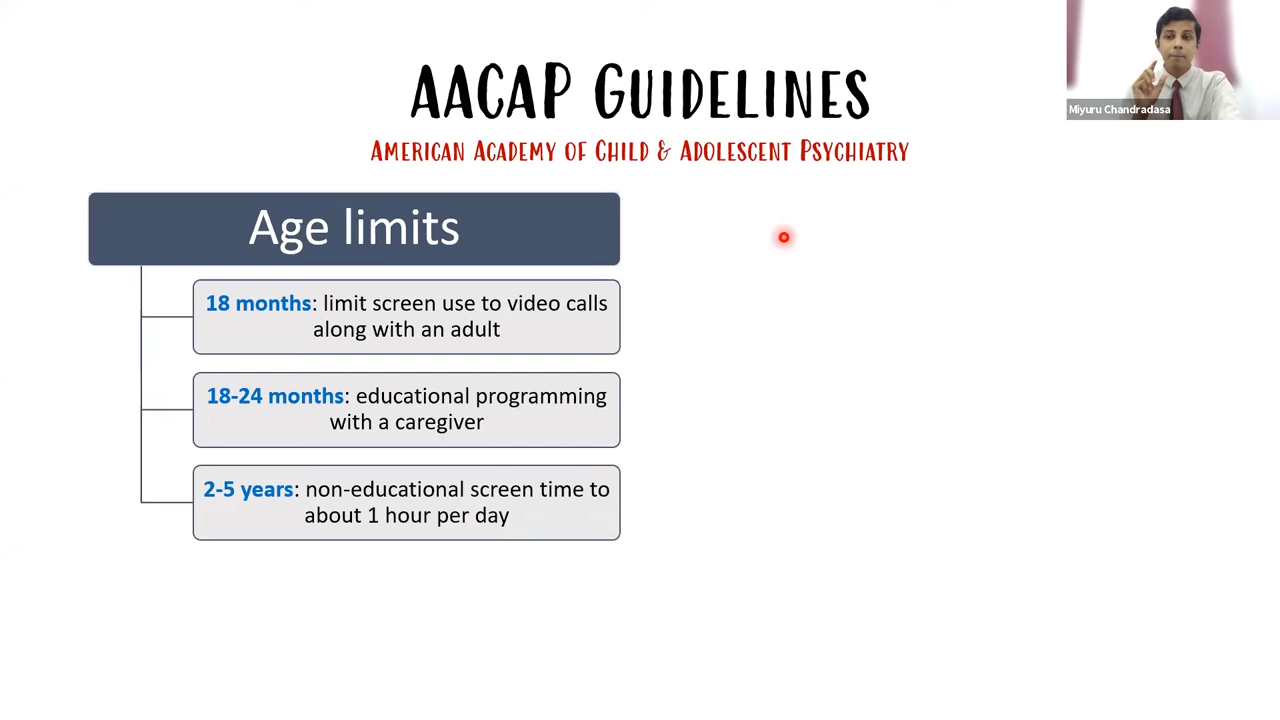 AACAP Guidelines
American Academy of Child & Adolescent Psychiatry
Miyuru Chandradasa
Age limits
18 months: limit screen use to video calls
along with an adult
18-24 months: educational programming
with a caregiver
2-5 years: non-educational screen time to
about 1 hour per day